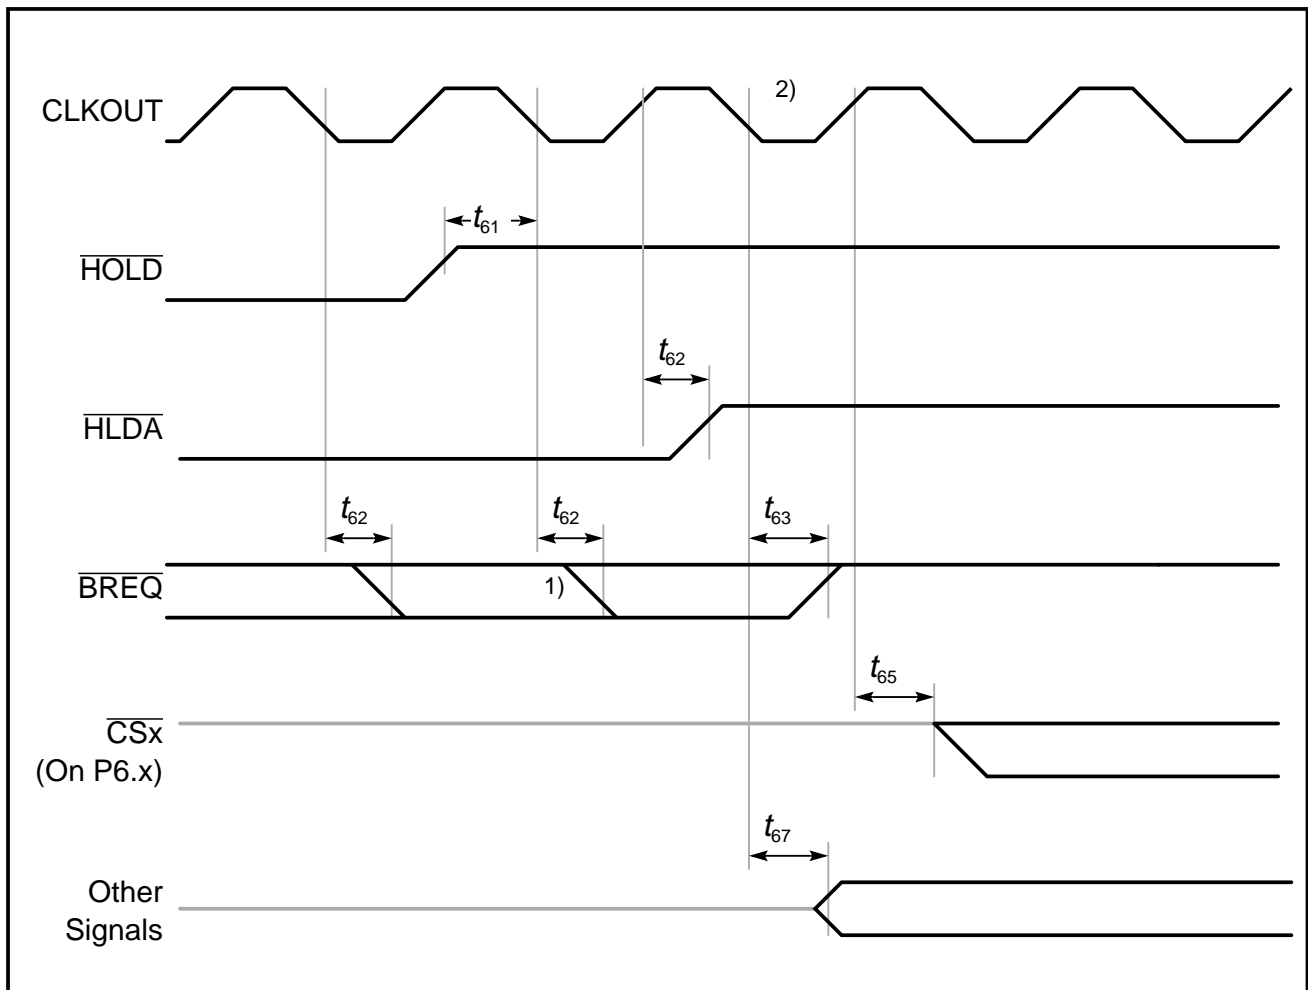 2)
CLKOUT
t61
HOLD
t62
HLDA
t62 t62 t63
BREQ
1)
t65
CSx
(On P6.x)
t67
Other
Signals